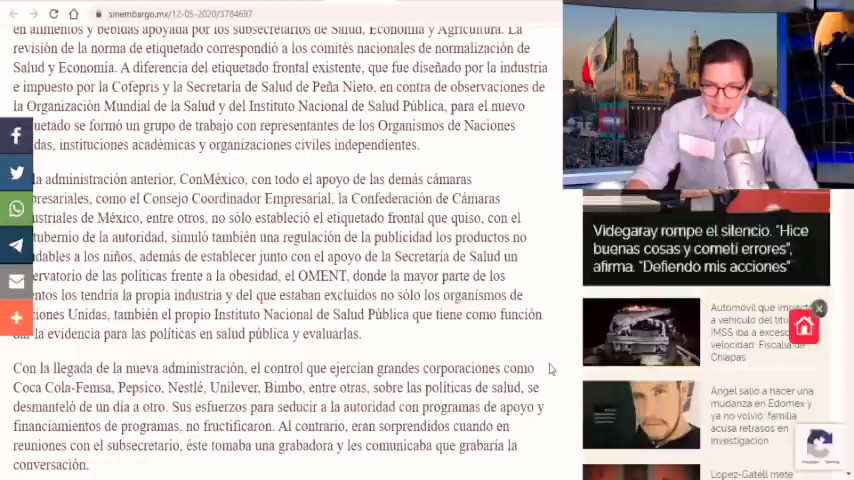 sinembargo.mx/12-05-2020/3784697
en alimentos y bebidas apoyada por los subsecretarios de Salud, Economía y Agricultura. La
revisión de la norma de etiquetado correspondió a los comités nacionales de normalización de
Salud y Economía. A diferencia del etiquetado frontal existente, que fue diseñado por la industria
e impuesto por la Cofepris y la Secretaría de Salud de Peña Nieto, en contra de observaciones de
la Organización Mundial de la Salud y del Instituto Nacional de Salud Pública, para el nuevo
quetado se formó un grupo de trabajo con representantes de los Organismos de Naciones
das, instituciones académicas y organizaciones civiles independientes.
la administración anterior, ConMéxico, con todo el apoyo de las demás cámaras
presariales, como el Consejo Coordinador Empresarial, la Confederación de Cámaras
ustriales de México, entre otros, no sólo estableció el etiquetado frontal que quiso, con el
tubernio de la autoridad, simuló también una regulación de la publicidad los productos no
udables a los niños, además de establecer junto con el apoyo de la Secretaría de Salud un
ervatorio de las políticas frente a la obesidad, el OMENT, donde la mayor parte de los
entos los tendría la propia industria y del que estaban excluidos no sólo los organismos de
iones Unidas, también el propio Instituto Nacional de Salud Pública que tiene como función
dar la evidencia para las políticas en salud pública y evaluarlas.
Con la llegada de la nueva administración, el control que ejercían grandes corporaciones como
Coca Cola-Femsa, Pepsico, Nestlé, Unilever, Bimbo, entre otras, sobre las políticas de salud, se
desmanteló de un día a otro. Sus esfuerzos para seducir a la autoridad con programas de apoyo y
financiamientos de programas, no fructificaron. Al contrario, eran sorprendidos cuando en
reuniones con el subsecretario, éste tomaba una grabadora y les comunicaba que grabaría la
conversación.
Videgaray rompe el silencio. “Hice
buenas cosas y cometí errores”,
afirma. “Defiendo mis acciones”
Automóvil que impactó
a vehículo del titu
IMSS iba a exceso
velocidad: Fiscalía de
Chiapas
Ángel salió a hacer una
mudanza en Edomex y
ya no volvió: familia
acusa retrasos en
investigación
López-Gatell mete